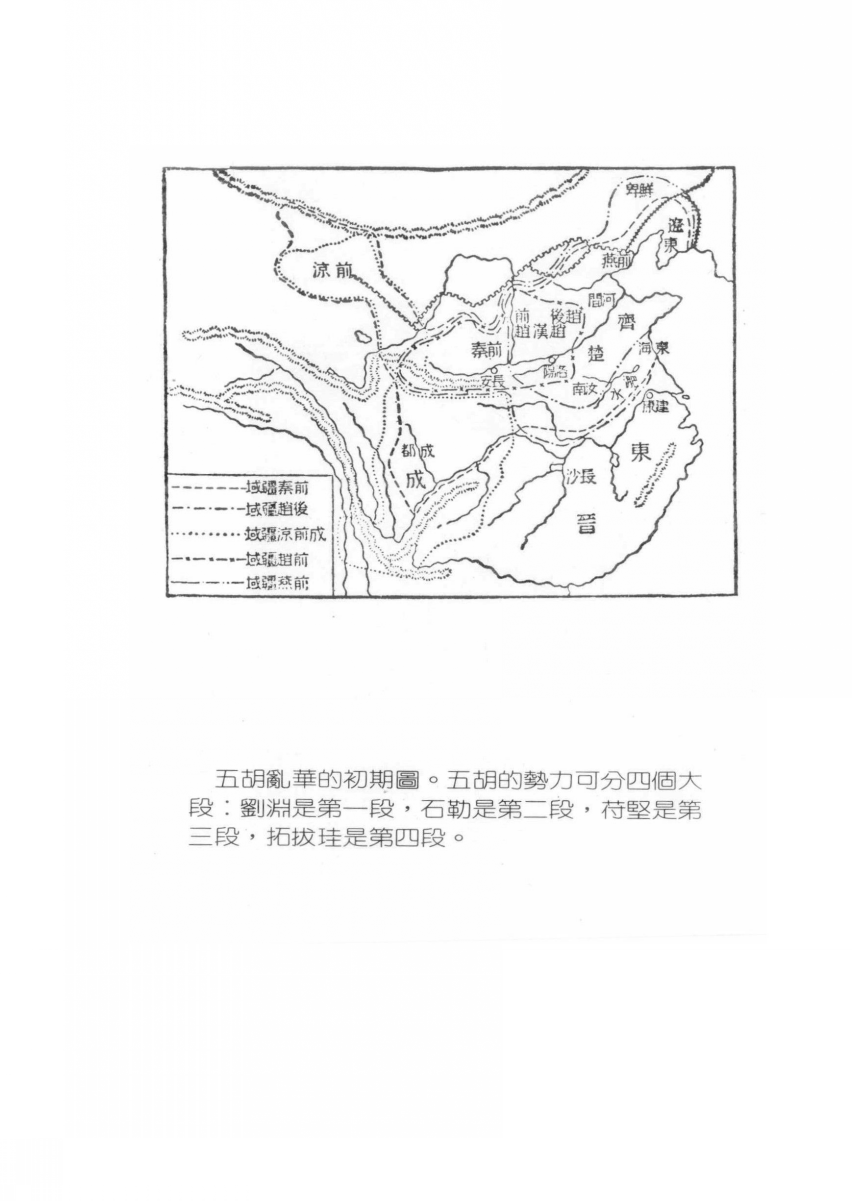 鮮卑
遼東
前涼
前燕
河間
齊
前趙
漢
後趙
楚
東海
前秦
洛陽
長安
汝南
淝水
建康
成都
成
東
長沙
晉
前秦疆域
後趙疆域
成前涼疆域
前趙疆域
前燕疆域
五胡亂華的初期圖。五胡的勢力可分四個大
段:劉淵是第一段,石勒是第二段,苻堅是第
三段,拓拔珪是第四段。